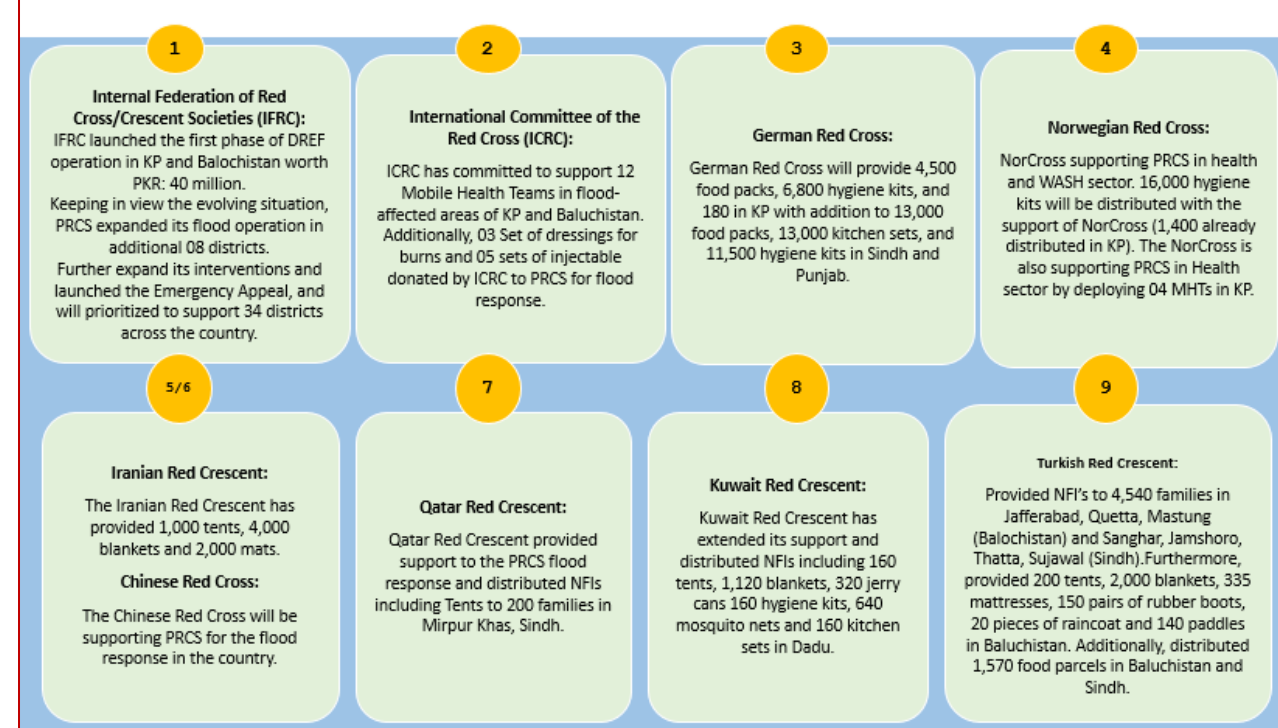 1
Internal Federation of Red
Cross/Crescent Societies (IFRC):
IFRC launched the first phase of DREF
operation in KP and Balochistan worth
PKR: 40 million.
Keeping in view the evolving situation,
PRCS expanded its flood operation in
additional 08 districts.
Further expand its interventions and
launched the Emergency Appeal, and
will prioritized to support 34 districts
across the country.
2
International Committee of the
Red Cross (ICRC):
ICRC has committed to support 12
Mobile Health Teams in flood-
affected areas of KP and Baluchistan.
Additionally, 03 Set of dressings for
burns and 05 sets of injectable
donated by ICRC to PRCS for flood
response.
3
German Red Cross:
German Red Cross will provide 4,500
food packs, 6,800 hygiene kits, and
180 in KP with addition to 13,000
food packs, 13,000 kitchen sets, and
11,500 hygiene kits in Sindh and
Punjab.
4
Norwegian Red Cross:
NorCross supporting PRCS in health
and WASH sector. 16,000 hygiene
kits will be distributed with the
support of NorCross (1,400 already
distributed in KP). The NorCross is
also supporting PRCS in Health
sector by deploying 04 MHTs in KP.
5/6
Iranian Red Crescent:
The Iranian Red Crescent has
provided 1,000 tents, 4,000
blankets and 2,000 mats.
Chinese Red Cross:
The Chinese Red Cross will be
supporting PRCS for the flood
response in the country.
7
Qatar Red Crescent:
Qatar Red Crescent provided
support to the PRCS flood
response and distributed NFIs
including Tents to 200 families in
Mirpur Khas, Sindh.
8
Kuwait Red Crescent:
Kuwait Red Crescent has
extended its support and
distributed NFIs including 160
tents, 1,120 blankets, 320 jerry
cans 160 hygiene kits, 640
mosquito nets and 160 kitchen
sets in Dadu.
9
Turkish Red Crescent:
Provided NFI's to 4,540 families in
Jafferabad, Quetta, Mastung
(Balochistan) and Sanghar, Jamshoro,
Thatta, Sujawal (Sindh).Furthermore,
provided 200 tents, 2,000 blankets, 335
mattresses, 150 pairs of rubber boots,
20 pieces of raincoat and 140 paddles
in Baluchistan. Additionally, distributed
1,570 food parcels in Baluchistan and
Sindh.